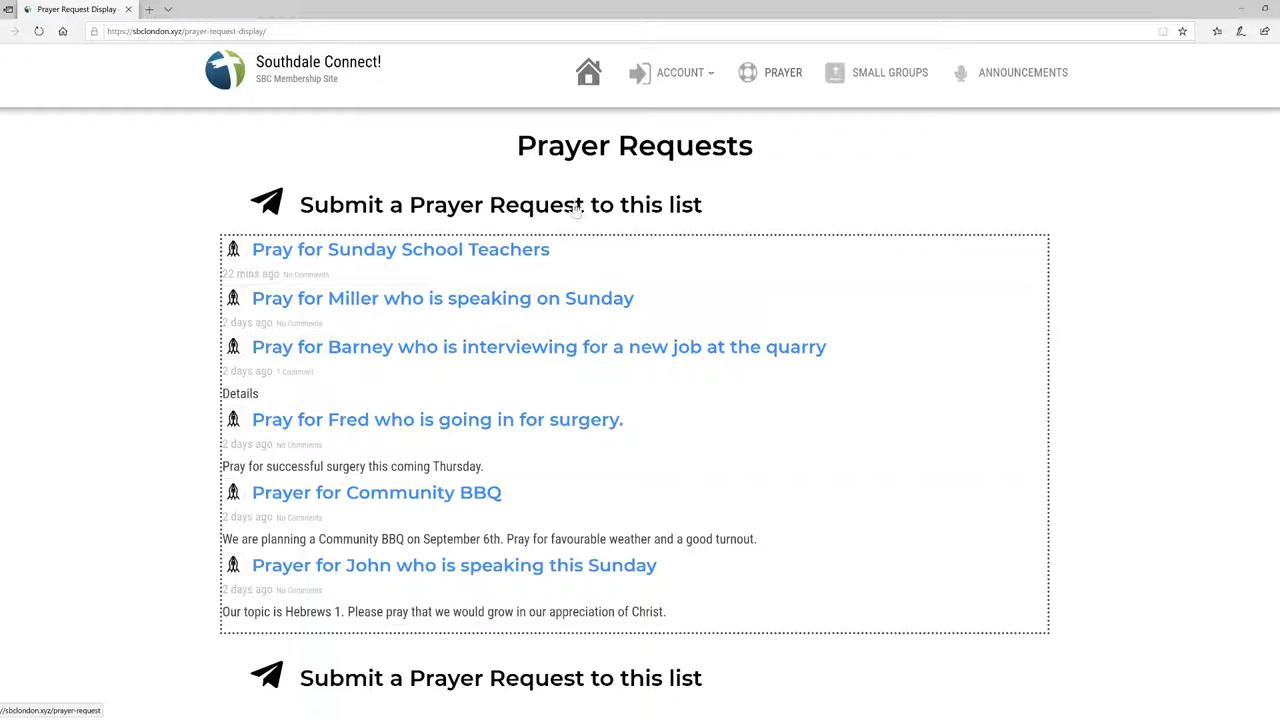 Prayer Request Display
https://sbclondon.xyz/prayer-request-display/
Southdale Connect!
SBC Membership Site
ACCOUNT
PRAYER
SMALL GROUPS
ANNOUNCEMENTS
Prayer Requests
Submit a Prayer Request to this list
Pray for Sunday School Teachers
22 mins ago No Comments
Pray for Miller who is speaking on Sunday
2 days ago No Comments
Pray for Barney who is interviewing for a new job at the quarry
2 days ago 1 Comment
Details
Pray for Fred who is going in for surgery.
2 days ago No Comments
Pray for successful surgery this coming Thursday.
Prayer for Community BBQ
2 days ago No Comments
We are planning a Community BBQ on September 6th. Pray for favourable weather and a good turnout.
Prayer for John who is speaking this Sunday
2 days ago No Comments
Our topic is Hebrews 1. Please pray that we would grow in our appreciation of Christ.
Submit a Prayer Request to this list
//sbclondon.xyz/prayer-request